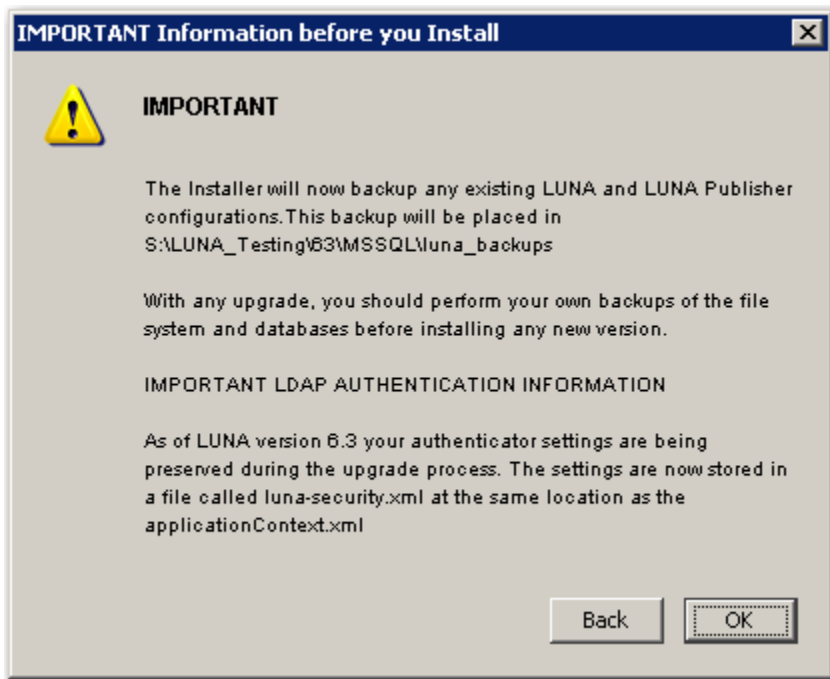 IMPORTANT Information before you Install
IMPORTANT
The Installer will now backup any existing LUNA and LUNA Publisher
configurations.This backup will be placed in
S:\LUNA_Testing\63\MSSQL\luna_backups
With any upgrade, you should perform your own backups of the file
system and databases before installing any new version.
IMPORTANT LDAP AUTHENTICATION INFORMATION
As of LUNA version 6.3 your authenticator settings are being
preserved during the upgrade process. The settings are now stored in
a file called luna-security.xml at the same location as the
applicationContext.xml
Back OK